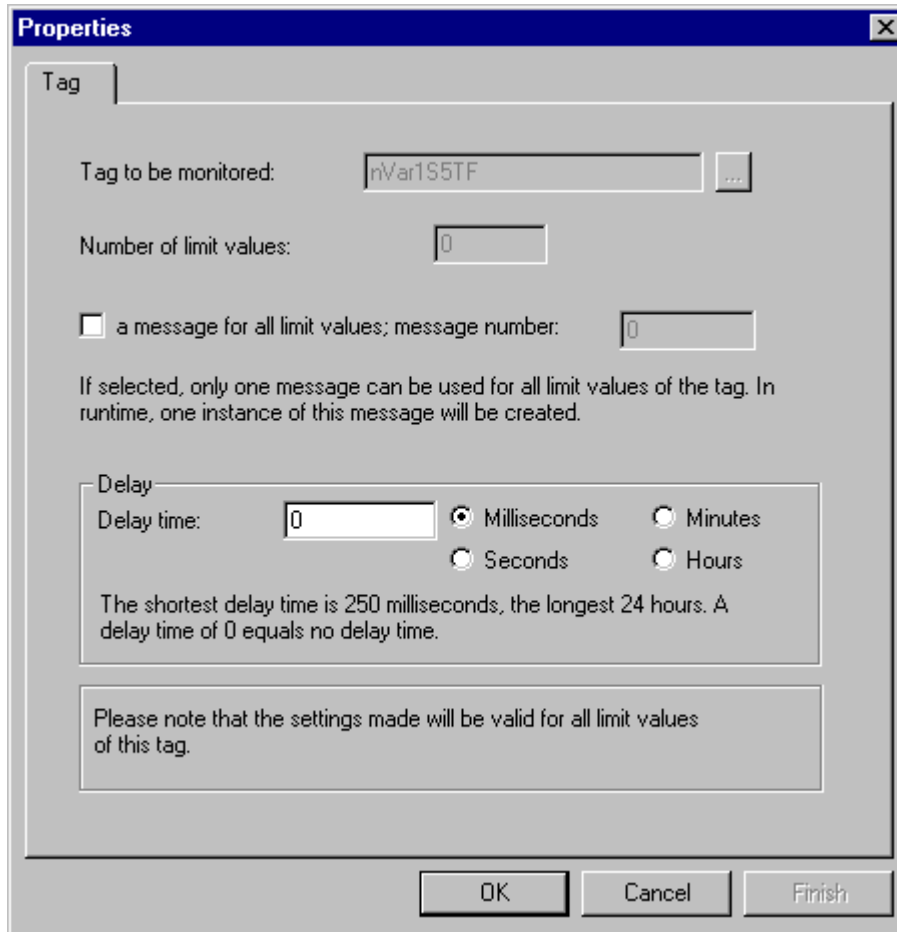 Properties
Tag
Tag to be monitored: nVar1S5TF ...
Number of limit values: 0
a message for all limit values; message number: 0
If selected, only one message can be used for all limit values of the tag. In
runtime, one instance of this message will be created.
Delay
Delay time: 0 Milliseconds Minutes
Seconds Hours
The shortest delay time is 250 milliseconds, the longest 24 hours. A
delay time of 0 equals no delay time.
Please note that the settings made will be valid for all limit values
of this tag.
OK Cancel Finish